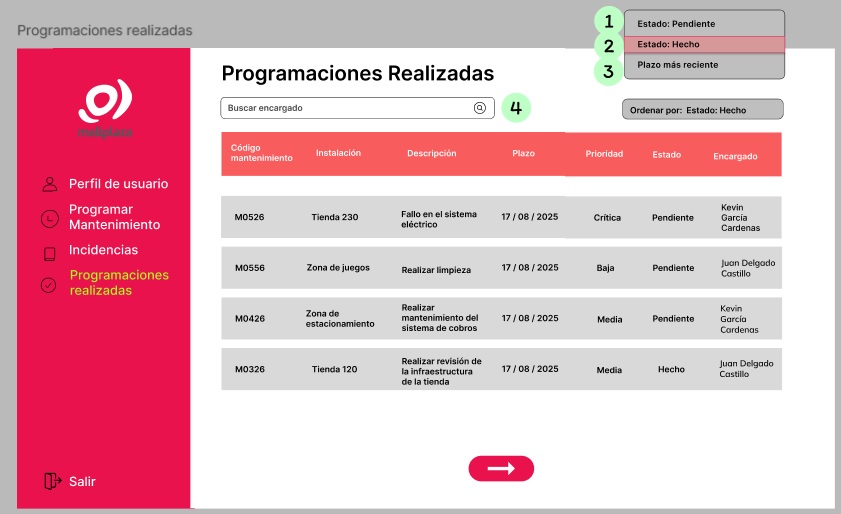 Programaciones realizadas
1
Estado: Pendiente
2
Estado: Hecho
3
Plazo más reciente
Programaciones Realizadas
Buscar encargado
4
Ordenar por: Estado: Hecho
Perfil de usuario
Programar
Mantenimiento
Incidencias
Programaciones
realizadas
Salir
Código
mantenimiento
Instalación
Descripción
Plazo
Prioridad
Estado
Encargado
M0526
Tienda 230
Fallo en el sistema
eléctrico
17 / 08 / 2025
Crítica
Pendiente
Kevin
García
Cardenas
M0556
Zona de juegos
Realizar limpieza
17 / 08 / 2025
Baja
Pendiente
Juan Delgado
Castillo
M0426
Zona de
estacionamiento
Realizar
mantenimiento del
sistema de cobros
17 / 08 / 2025
Media
Pendiente
Kevin
García
Cardenas
M0326
Tienda 120
Realizar revisión de
la infraestructura
de la tienda
17 / 08 / 2025
Media
Hecho
Juan Delgado
Castillo